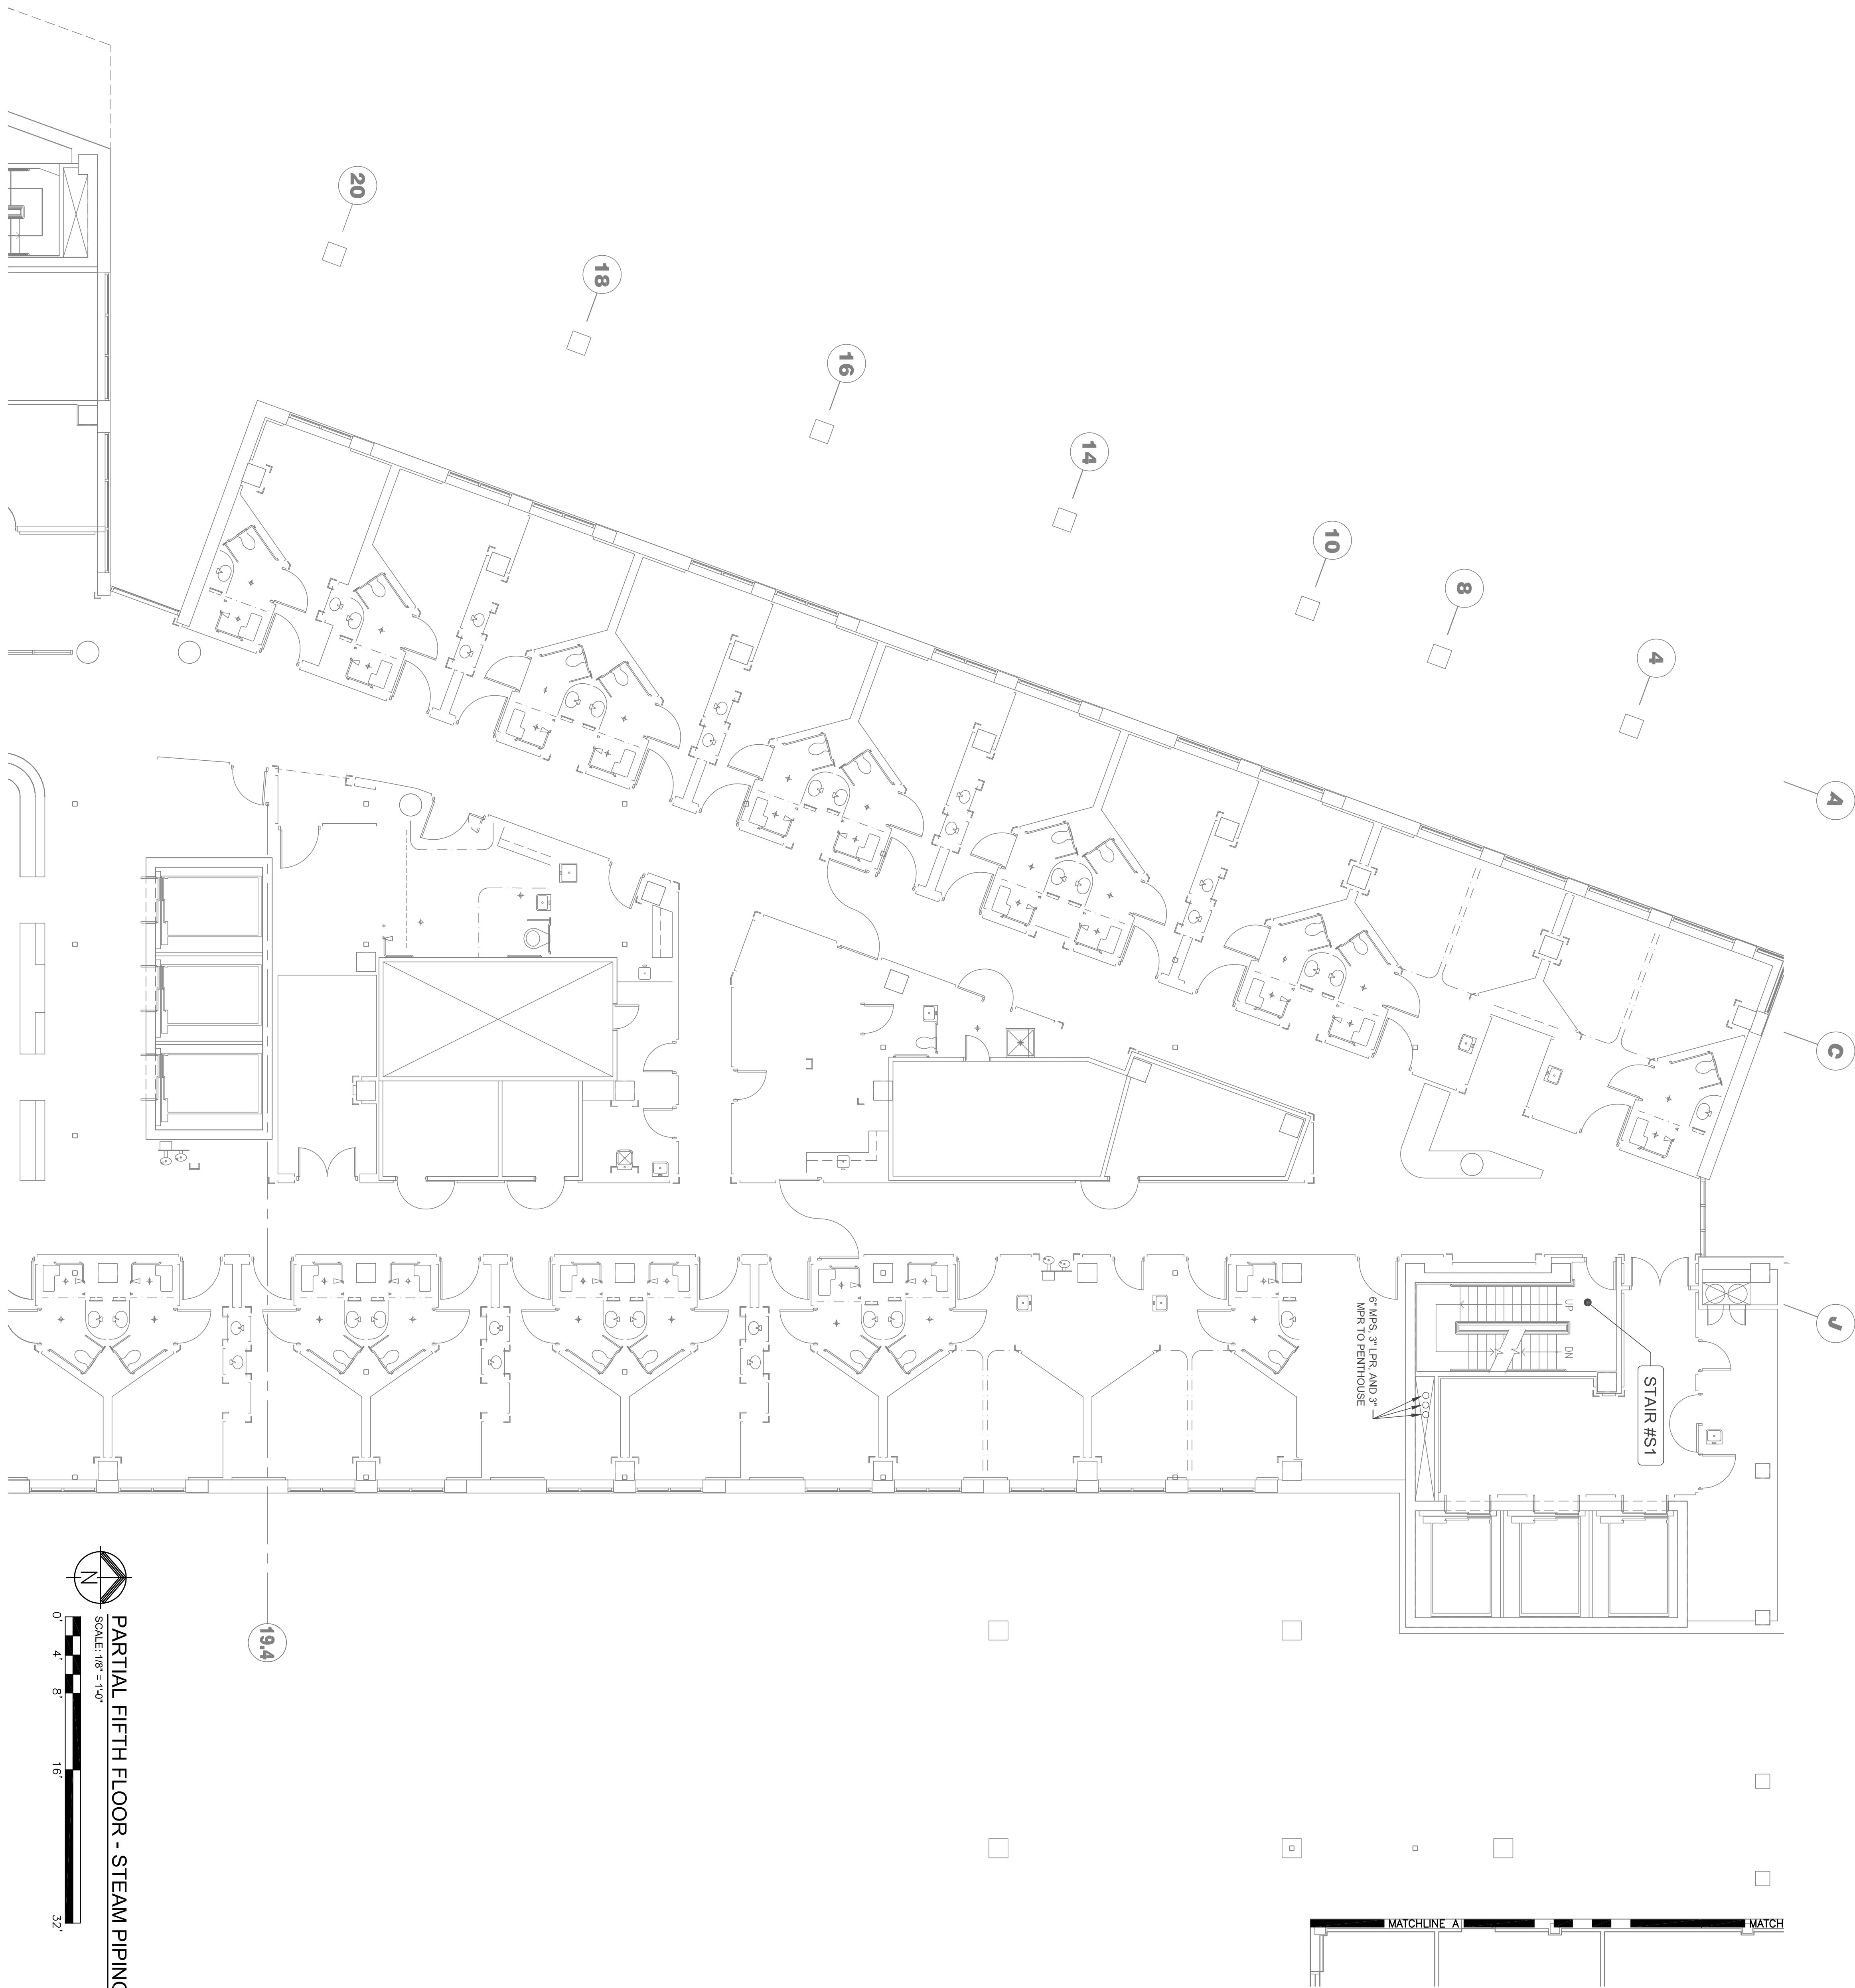 20
18
16
14
10
8
4
A
C
J
6" MPS, 3" LPR, AND 3"
MPR TO PENTHOUSE
UP
DN
STAIR #S1
19.4
N
PARTIAL FIFTH FLOOR - STEAM PIPING
SCALE: 1/8" = 1'-0"
0' 4' 8' 16' 32'
MATCHLINE A
MATCH